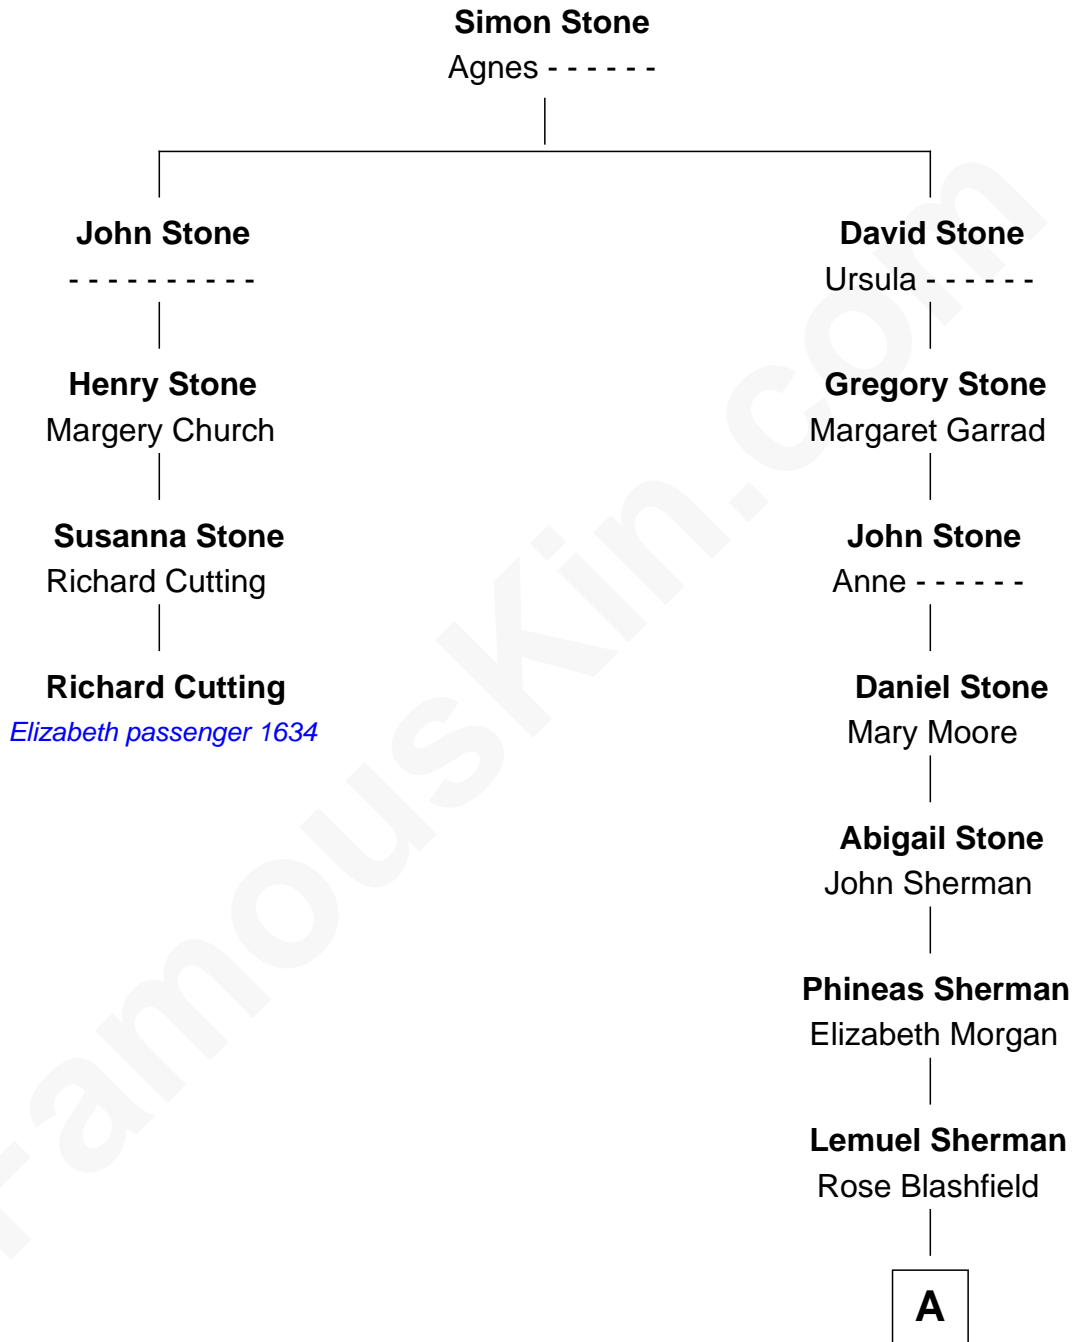 Simon Stone
Agnes - - - - - -
John Stone
- - - - - - - - - -
Henry Stone
Margery Church
Susanna Stone
Richard Cutting
Richard Cutting
Elizabeth passenger 1634
David Stone
Ursula - - - - - -
Gregory Stone
Margaret Garrad
John Stone
Anne - - - - - -
Daniel Stone
Mary Moore
Abigail Stone
John Sherman
Phineas Sherman
Elizabeth Morgan
Lemuel Sherman
Rose Blashfield
A
FamousKin.com